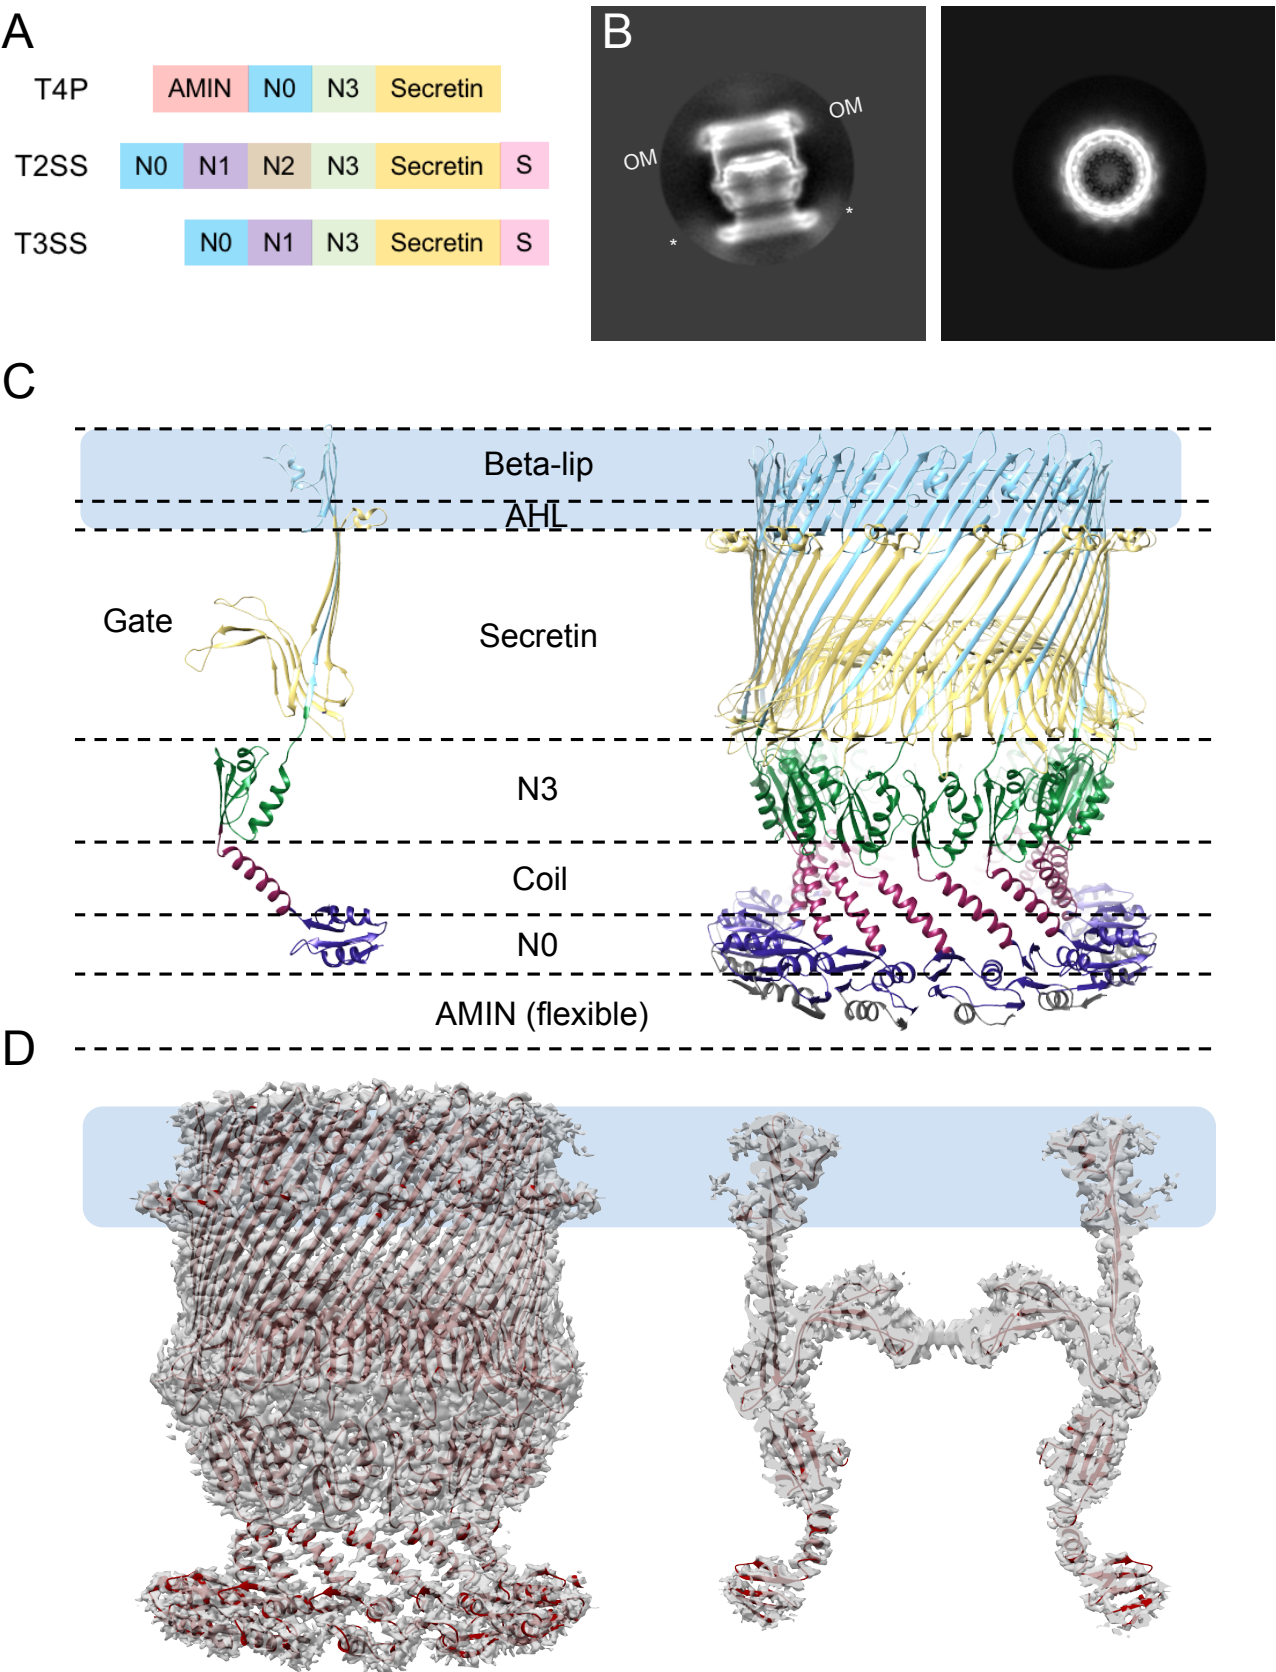 A
T4P AMIN N0 N3 Secretin
T2SS N0 N1 N2 N3 Secretin S
T3SS N0 N1 N3 Secretin S
B
OM
OM
*
*
C
Beta-lip
AHL
Gate
Secretin
N3
Coil
N0
AMIN (flexible)
D